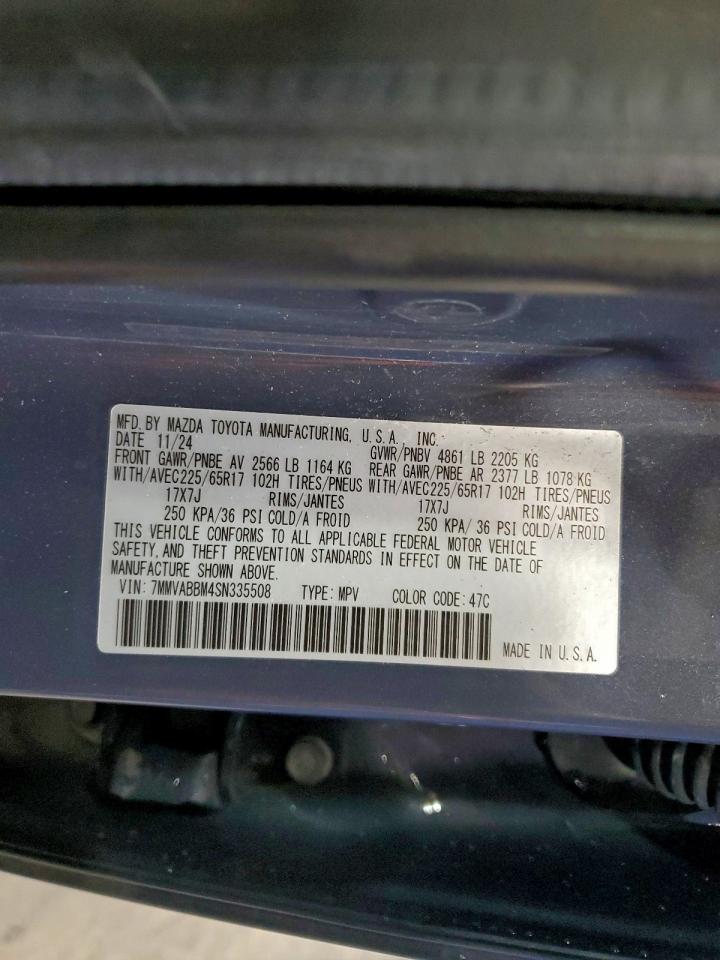 MFD. BY MAZDA TOYOTA MANUFACTURING, U.S.A., INC.
DATE 11/24 GVWR/PNBV 4861 LB 2205 KG
FRONT GAWR/PNBE AV 2566 LB 1164 KG REAR GAWR/PNBE AR 2377 LB 1078 KG
WITH/AVEC225/65R17 102H TIRES/PNEUS WITH/AVEC225/65R17 102H TIRES/PNEUS
17X7J RIMS/JANTES 17X7J RIMS/JANTES
250 KPA/36 PSI COLD/A FROID 250 KPA/ 36 PSI COLD/A FROID
THIS VEHICLE CONFORMS TO ALL APPLICABLE FEDERAL MOTOR VEHICLE
SAFETY, AND THEFT PREVENTION STANDARDS IN EFFECT ON THE DATE OF
MANUFACTURE SHOWN ABOVE.
VIN: 7MMVABBM4SN335508 TYPE: MPV COLOR CODE: 47C
MADE IN U.S.A.